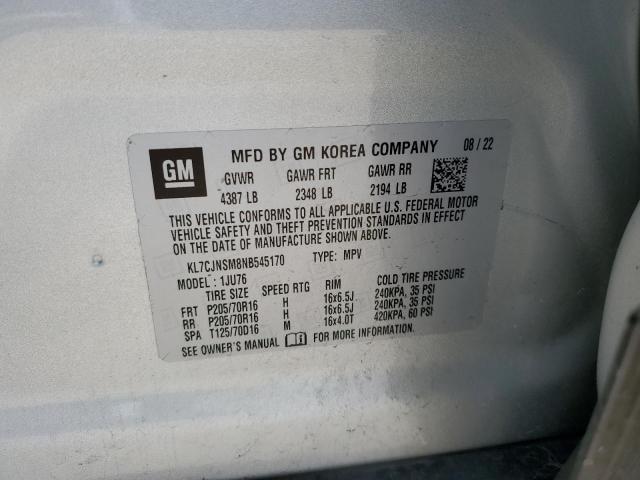 GM MFD BY GM KOREA COMPANY 08 / 22
GVWR GAWR FRT GAWR RR
4387 LB 2348 LB 2194 LB
THIS VEHICLE CONFORMS TO ALL APPLICABLE U.S. FEDERAL MOTOR
VEHICLE SAFETY AND THEFT PREVENTION STANDARDS IN EFFECT
ON THE DATE OF MANUFACTURE SHOWN ABOVE.
KL7CJNSM8NB545170 TYPE: MPV
MODEL : 1JU76
TIRE SIZE SPEED RTG RIM COLD TIRE PRESSURE
FRT P205/70R16 H 16x6.5J 240KPA, 35 PSI
RR P205/70R16 H 16x6.5J 240KPA, 35 PSI
SPA T125/70D16 M 16x4.0T 420KPA, 60 PSI
SEE OWNER'S MANUAL FOR MORE INFORMATION.